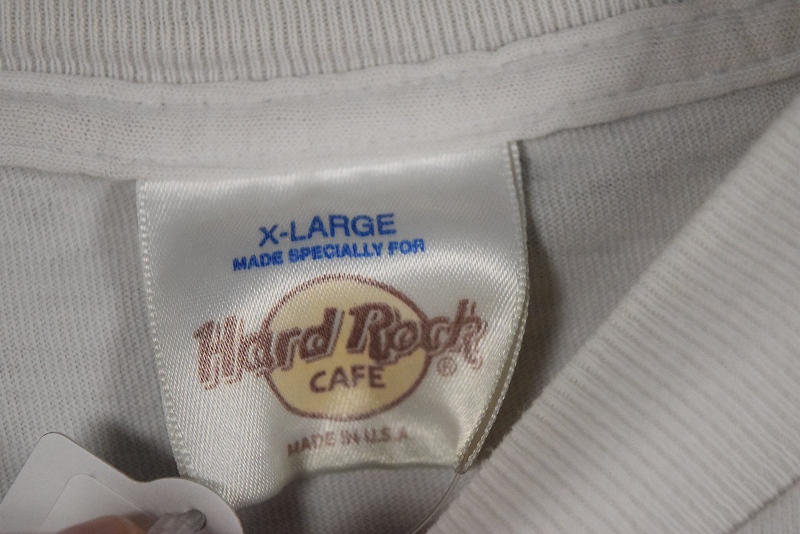 X-LARGE
MADE SPECIALLY FOR
Hard Rock
CAFE ®
MADE IN U.S.A